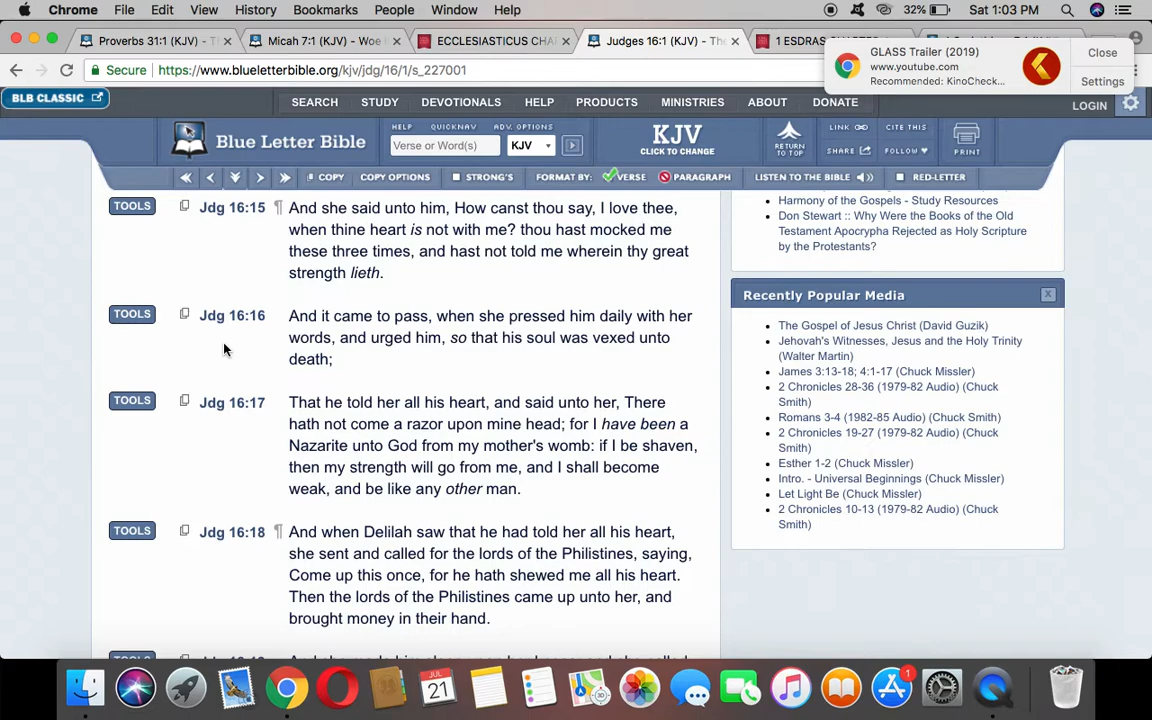 Chrome File Edit View History Bookmarks People Window Help 32% Sat 1:03 PM
Proverbs 31:1 (KJV) - T Micah 7:1 (KJV) - Woe ECCLESIASTICUS CHA Judges 16:1 (KJV) - The 1 ESDRAS
GLASS Trailer (2019)
www.youtube.com
Recommended: KinoCheck...
Close
Settings
Secure https://www.blueletterbible.org/kjv/jdg/16/1/s_227001
BLB CLASSIC
SEARCH STUDY DEVOTIONALS HELP PRODUCTS MINISTRIES ABOUT DONATE LOGIN
Blue Letter Bible
HELP QUICKNAV ADV. OPTIONS
Verse or Word(s) KJV
KJV
CLICK TO CHANGE
RETURN
TO TOP
LINK CITE THIS
SHARE FOLLOW
PRINT
COPY COPY OPTIONS STRONG'S FORMAT BY: VERSE PARAGRAPH LISTEN TO THE BIBLE RED-LETTER
TOOLS Jdg 16:15 ¶ And she said unto him, How canst thou say, I love thee,
when thine heart is not with me? thou hast mocked me
these three times, and hast not told me wherein thy great
strength lieth.
TOOLS Jdg 16:16 And it came to pass, when she pressed him daily with her
words, and urged him, so that his soul was vexed unto
death;
TOOLS Jdg 16:17 That he told her all his heart, and said unto her, There
hath not come a razor upon mine head; for I have been a
Nazarite unto God from my mother's womb: if I be shaven,
then my strength will go from me, and I shall become
weak, and be like any other man.
TOOLS Jdg 16:18 ¶ And when Delilah saw that he had told her all his heart,
she sent and called for the lords of the Philistines, saying,
Come up this once, for he hath shewed me all his heart.
Then the lords of the Philistines came up unto her, and
brought money in their hand.
Harmony of the Gospels - Study Resources
Don Stewart :: Why Were the Books of the Old
Testament Apocrypha Rejected as Holy Scripture
by the Protestants?
Recently Popular Media
The Gospel of Jesus Christ (David Guzik)
Jehovah's Witnesses, Jesus and the Holy Trinity
(Walter Martin)
James 3:13-18; 4:1-17 (Chuck Missler)
2 Chronicles 28-36 (1979-82 Audio) (Chuck
Smith)
Romans 3-4 (1982-85 Audio) (Chuck Smith)
2 Chronicles 19-27 (1979-82 Audio) (Chuck
Smith)
Esther 1-2 (Chuck Missler)
Intro. - Universal Beginnings (Chuck Missler)
Let Light Be (Chuck Missler)
2 Chronicles 10-13 (1979-82 Audio) (Chuck
Smith)
JUL
21
1